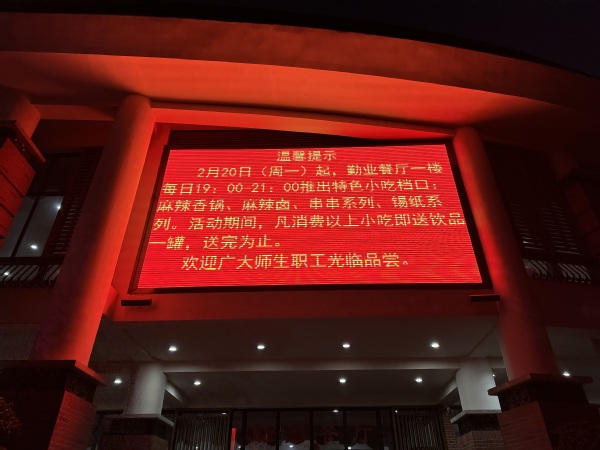 温馨提示
2月20日（周一）起，勤业餐厅一楼
每日19：00-21：00推出特色小吃档口：
麻辣香锅、麻辣卤、串串系列、锡纸系
列。活动期间，凡消费以上小吃即送饮品
一罐，送完为止。
欢迎广大师生职工光临品尝。